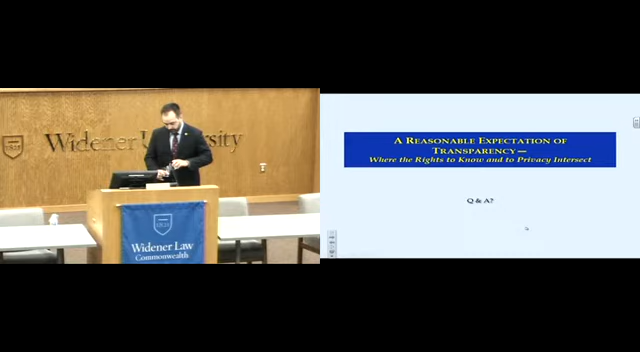 Widener University
Widener Law
Commonwealth
A REASONABLE EXPECTATION OF
TRANSPARENCY—
Where the Rights to Know and to Privacy Intersect
Q & A?